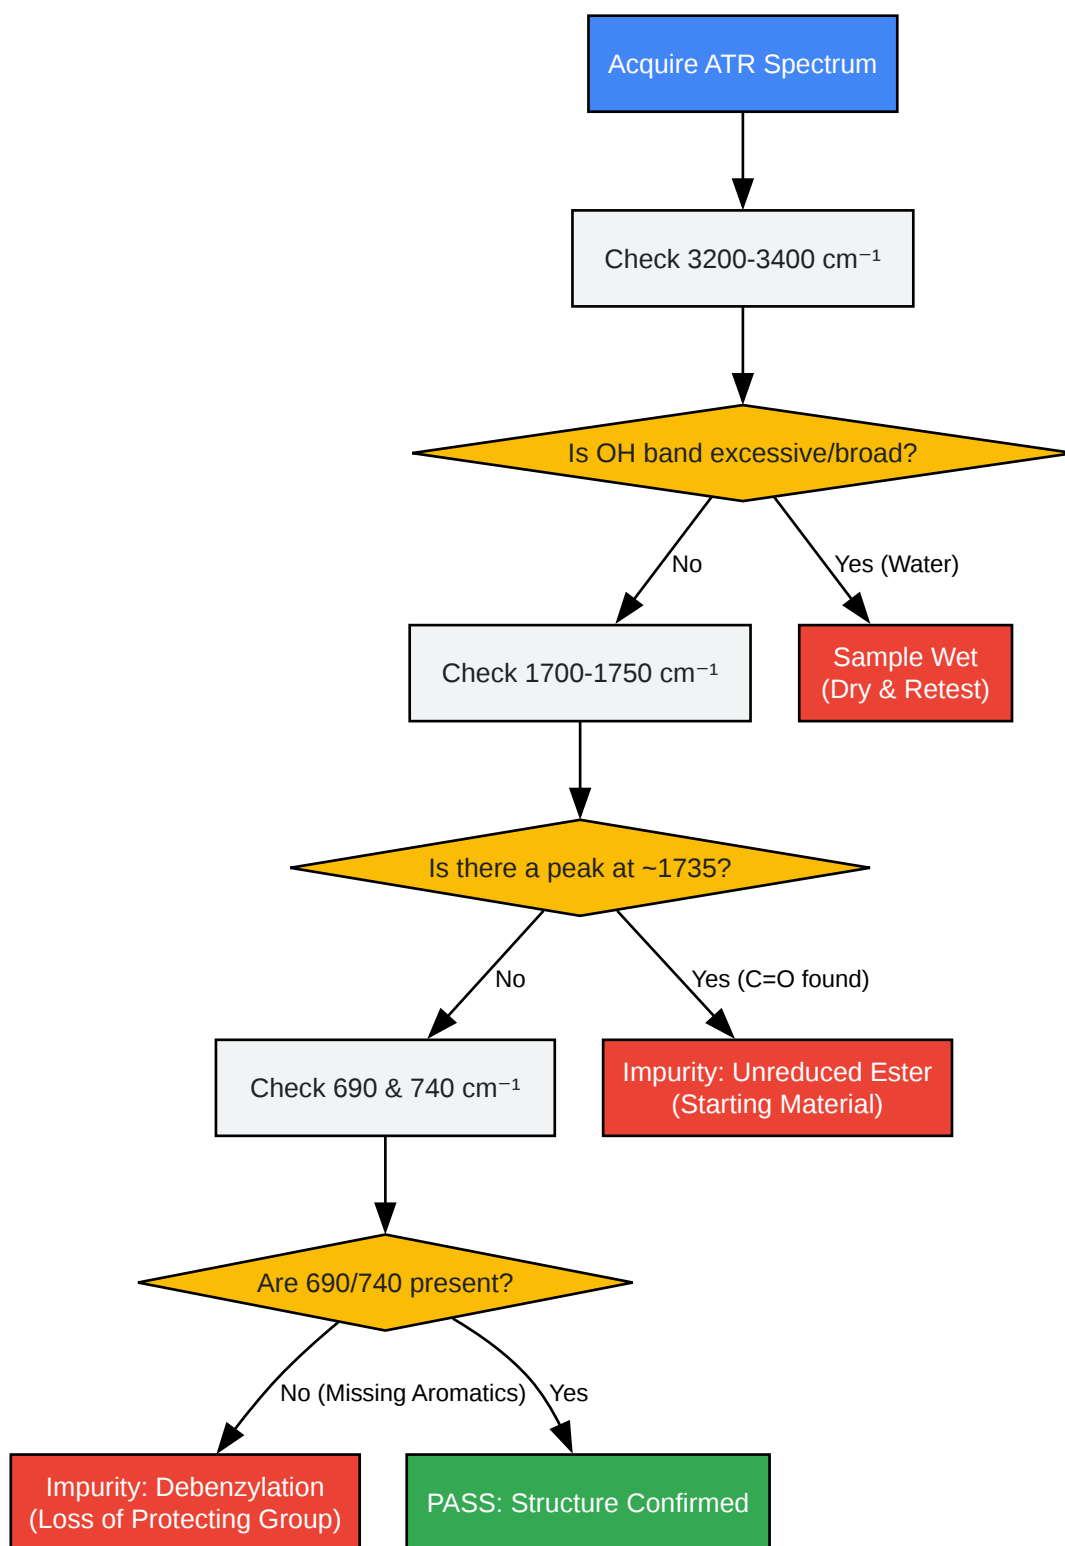 Acquire ATR Spectrum
Check 3200-3400 cm⁻¹
Is OH band excessive/broad?
No
Yes (Water)
Check 1700-1750 cm⁻¹
Sample Wet
(Dry & Retest)
Is there a peak at ~1735?
No
Yes (C=O found)
Check 690 & 740 cm⁻¹
Impurity: Unreduced Ester
(Starting Material)
Are 690/740 present?
No (Missing Aromatics)
Yes
Impurity: Debenzylation
(Loss of Protecting Group)
PASS: Structure Confirmed